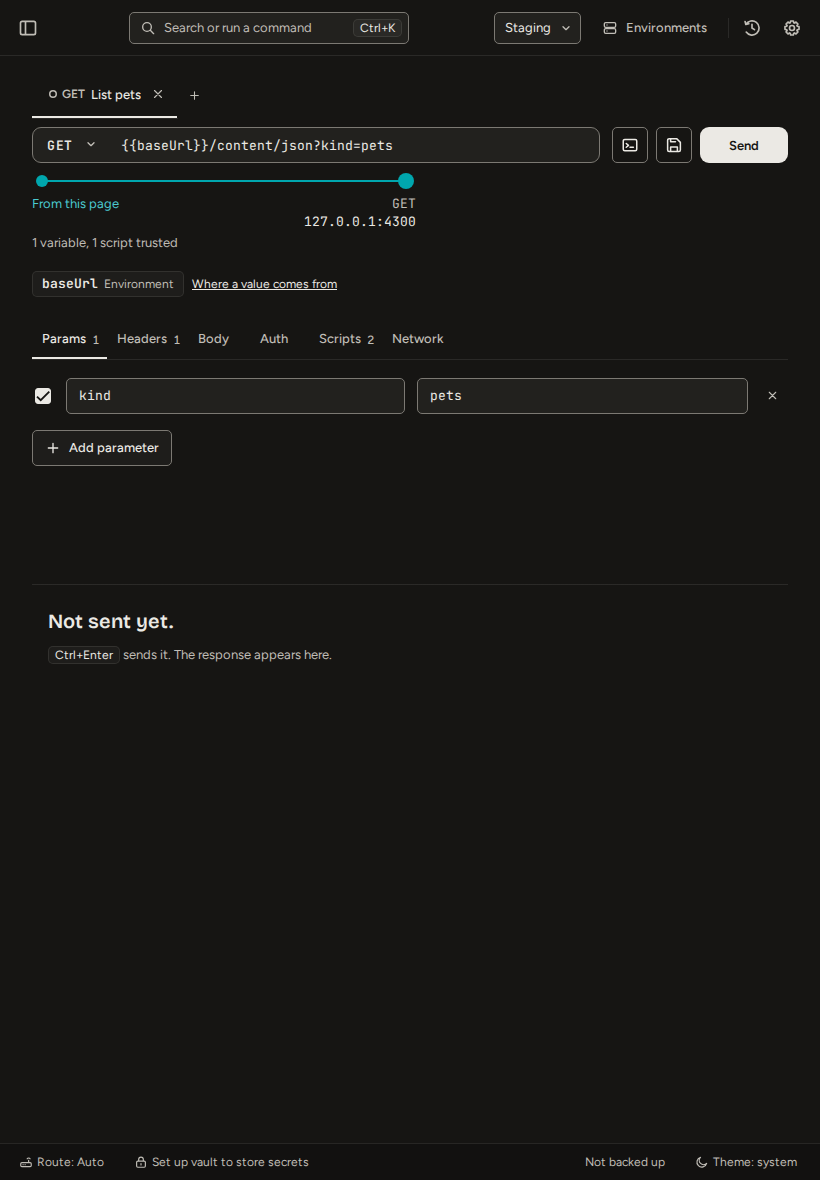 Search or run a command Ctrl+K Staging Environments
GET List pets
GET {{baseUrl}}/content/json?kind=pets Send
From this page GET
127.0.0.1:4300
1 variable, 1 script trusted
baseUrl Environment Where a value comes from
Params 1 Headers 1 Body Auth Scripts 2 Network
kind pets
Add parameter
Not sent yet.
Ctrl+Enter sends it. The response appears here.
Route: Auto Set up vault to store secrets Not backed up Theme: system